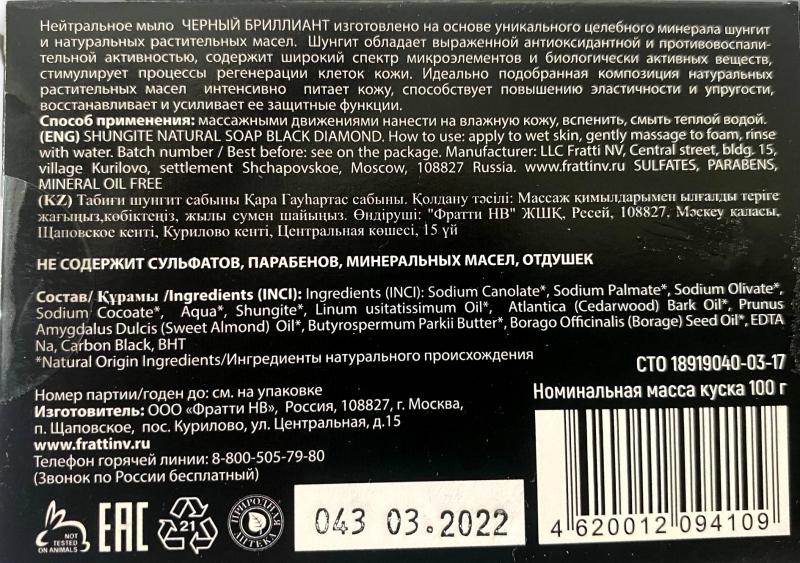 Нейтральное мыло ЧЕРНЫЙ БРИЛЛИАНТ изготовлено на основе уникального целебного минерала шунгит
и натуральных растительных масел. Шунгит обладает выраженной антиоксидантной и противовоспали-
тельной активностью, содержит широкий спектр микроэлементов и биологически активных веществ,
стимулирует процессы регенерации клеток кожи. Идеально подобранная композиция натуральных
растительных масел интенсивно питает кожу, способствует повышению эластичности и упругости,
восстанавливает и усиливает ее защитные функции.
Способ применения: массажными движениями нанести на влажную кожу, вспенить, смыть теплой водой.
(ENG) SHUNGITE NATURAL SOAP BLACK DIAMOND. How to use: apply to wet skin, gently massage to foam, rinse
with water. Batch number / Best before: see on the package. Manufacturer: LLC Fratti NV, Central street, bldg. 15,
village Kurilovo, settlement Shchapovskoe, Moscow, 108827 Russia. www.frattinv.ru SULFATES, PARABENS,
MINERAL OIL FREE
(KZ) Табиғи шунгит сабыны Қара Гауһартас сабыны. Қолдану тәсілі: Массаж қимылдарымен ылғалды теріге
жағыңыз,көбіктеңіз, жылы сумен шайыңыз. Өндіруші: "Фратти НВ" ЖШҚ, Ресей, 108827, Мәскеу қаласы,
Щаповское кенті, Курилово кенті, Центральная көшесі, 15 үй
НЕ СОДЕРЖИТ СУЛЬФАТОВ, ПАРАБЕНОВ, МИНЕРАЛЬНЫХ МАСЕЛ, ОТДУШЕК
Состав/ Құрамы /Ingredients (INCI): Ingredients (INCI): Sodium Canolate*, Sodium Palmate*, Sodium Olivate*,
Sodium Cocoate*, Aqua*, Shungite*, Linum usitatissimum Oil*, Atlantica (Cedarwood) Bark Oil*, Prunus
Amygdalus Dulcis (Sweet Almond) Oil*, Butyrospermum Parkii Butter*, Borago Officinalis (Borage) Seed Oil*, EDTA
Na, Carbon Black, BHT
*Natural Origin Ingredients/Ингредиенты натурального происхождения
СТО 18919040-03-17
Номинальная масса куска 100 г
Номер партии/годен до: см. на упаковке
Изготовитель: ООО «Фратти НВ», Россия, 108827, г. Москва,
п. Щаповское, пос. Курилово, ул. Центральная, д.15
www.frattinv.ru
Телефон горячей линии: 8-800-505-79-80
(Звонок по России бесплатный)
NOT
TESTED
ON ANIMALS
EAC
21
ПРИРОДНАЯ
АПТЕКА
043 03.2022
4 620012 094109